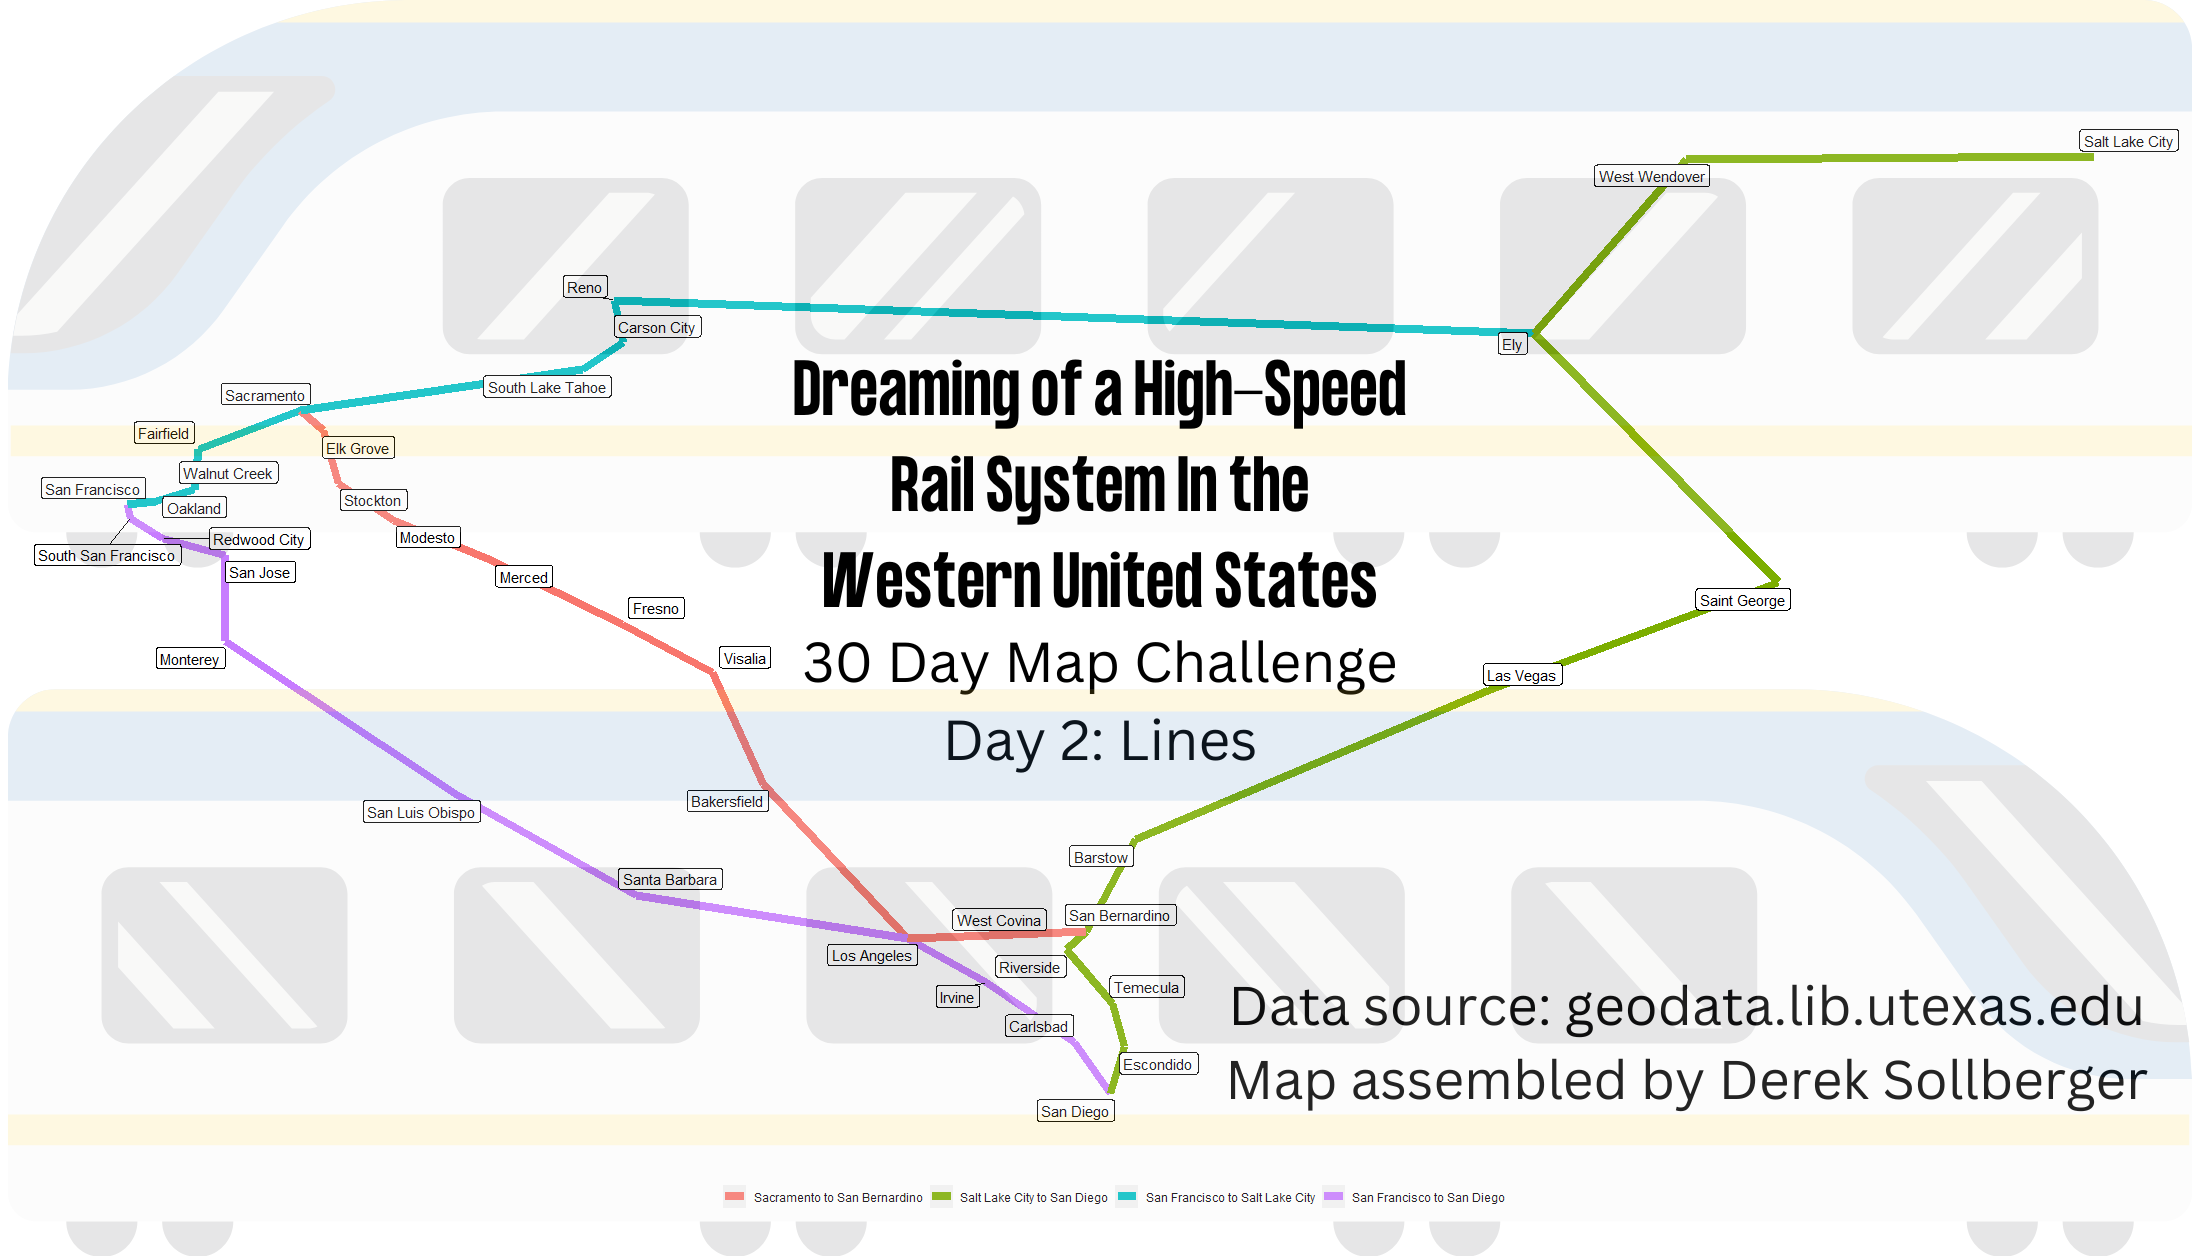 Salt Lake City
West Wendover
Reno
Carson City
Ely
South Lake Tahoe
Sacramento
Fairfield
Elk Grove
Walnut Creek
San Francisco
Oakland
Stockton
Modesto
Redwood City
South San Francisco
San Jose
Merced
Fresno
Monterey
Visalia
Dreaming of a High–Speed
Rail System In the
Western United States
30 Day Map Challenge
Day 2: Lines
Saint George
Las Vegas
Bakersfield
San Luis Obispo
Barstow
Santa Barbara
West Covina
San Bernardino
Los Angeles
Riverside
Temecula
Irvine
Carlsbad
Escondido
San Diego
Data source: geodata.lib.utexas.edu
Map assembled by Derek Sollberger
Sacramento to San Bernardino
Salt Lake City to San Diego
San Francisco to Salt Lake City
San Francisco to San Diego